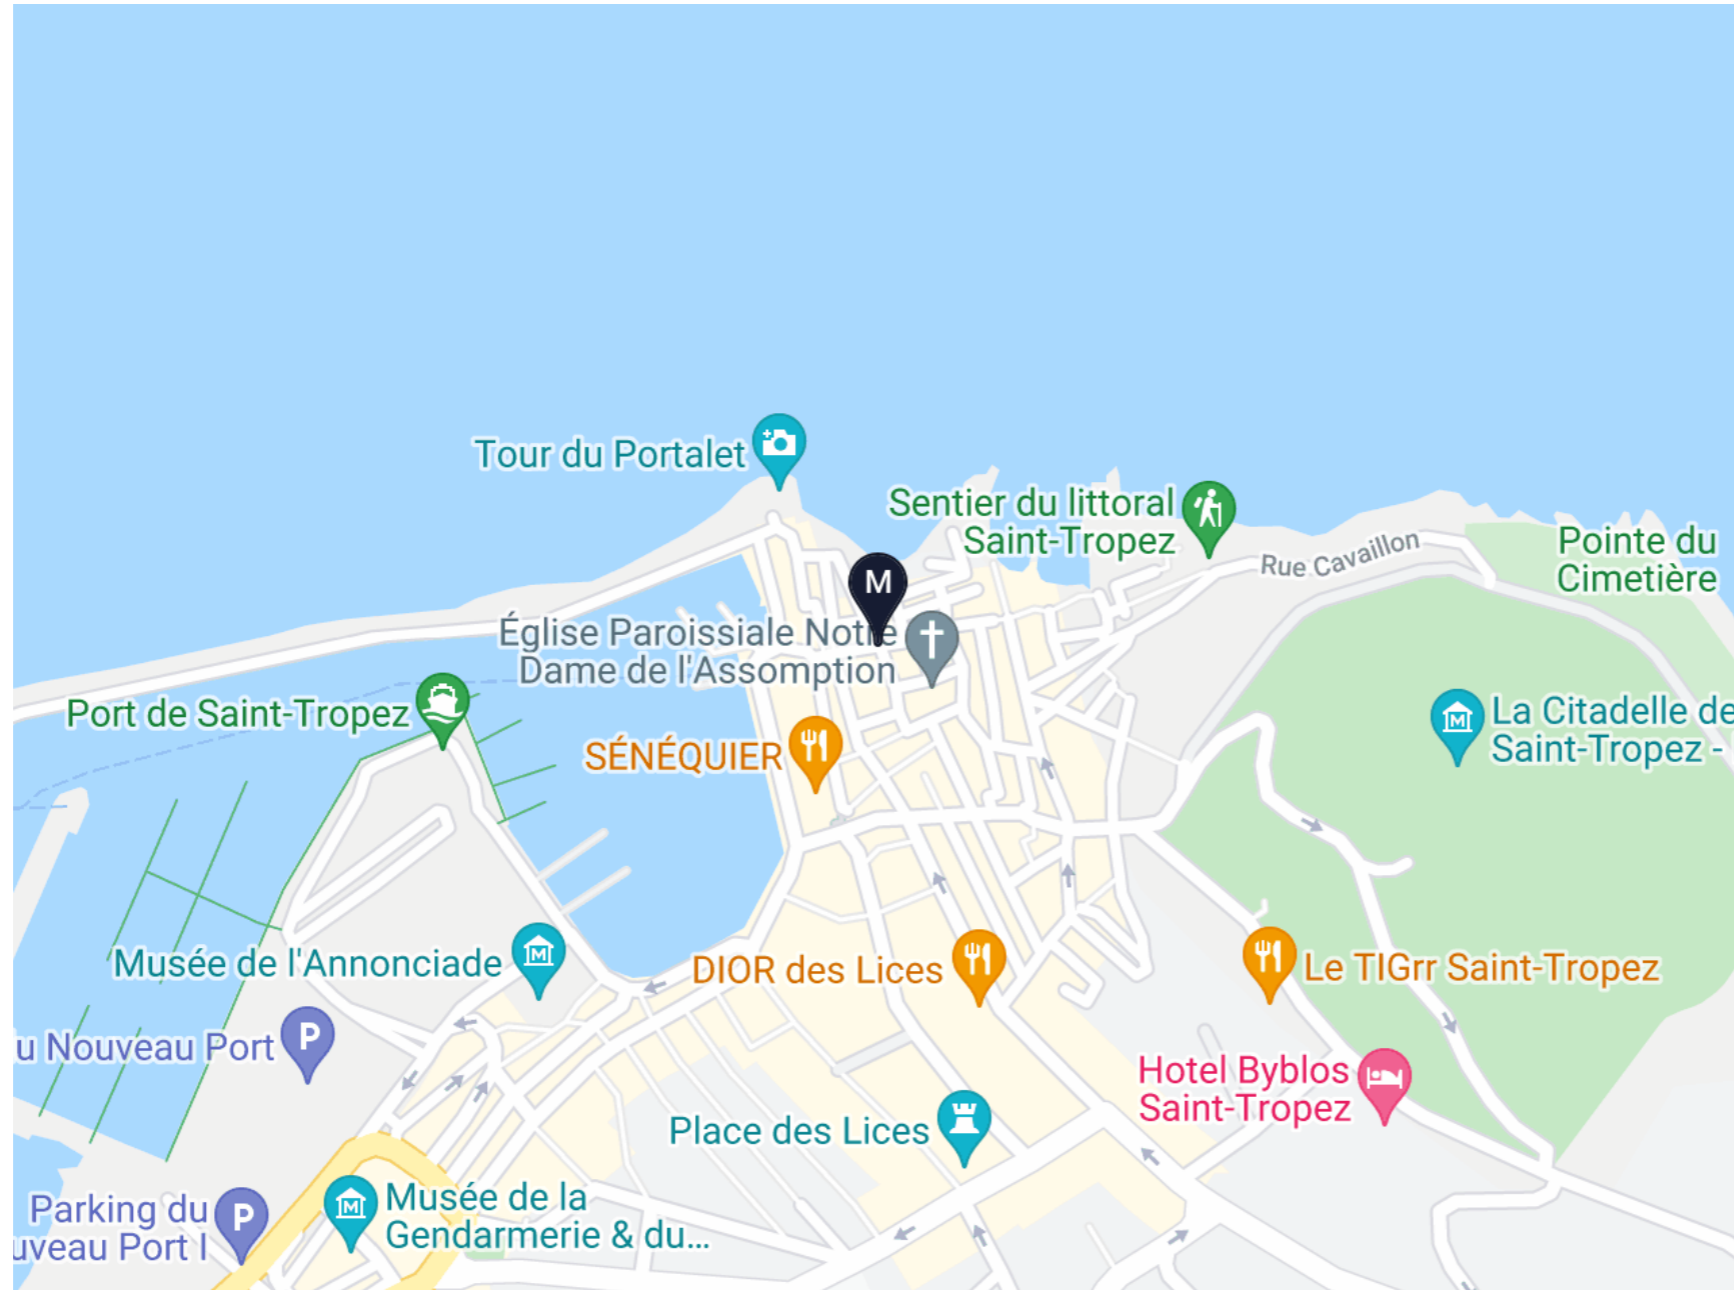 Tour du Portalet
Sentier du littoral
Saint-Tropez
Rue Cavaillon
Pointe du
Cimetière
M
Église Paroissiale Notre
Dame de l'Assomption
Port de Saint-Tropez
La Citadelle de
Saint-Tropez -
SÉNÉQUIER
Musée de l'Annonciade
DIOR des Lices
Le TIGrr Saint-Tropez
u Nouveau Port
P
Hotel Byblos
Saint-Tropez
Place des Lices
Parking du
uveau Port I
P
Musée de la
Gendarmerie & du...